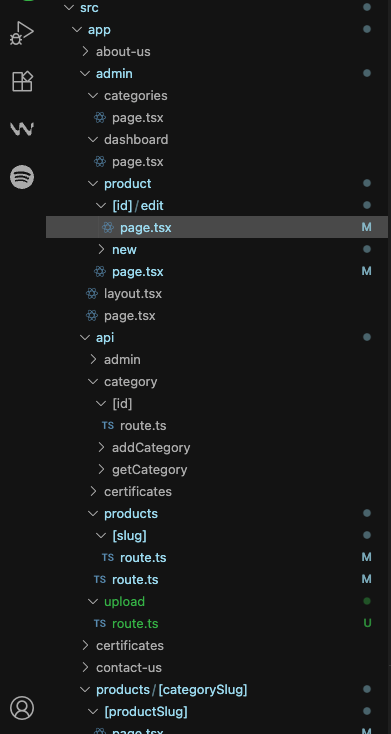 src
app
about-us
admin
categories
page.tsx
dashboard
page.tsx
product
[id] / edit
page.tsx M
new
page.tsx M
layout.tsx
page.tsx
api
admin
category
[id]
TS route.ts
addCategory
getCategory
certificates
products
[slug]
TS route.ts M
TS route.ts M
upload
TS route.ts U
certificates
contact-us
products / [categorySlug]
[productSlug]
page.tsx M